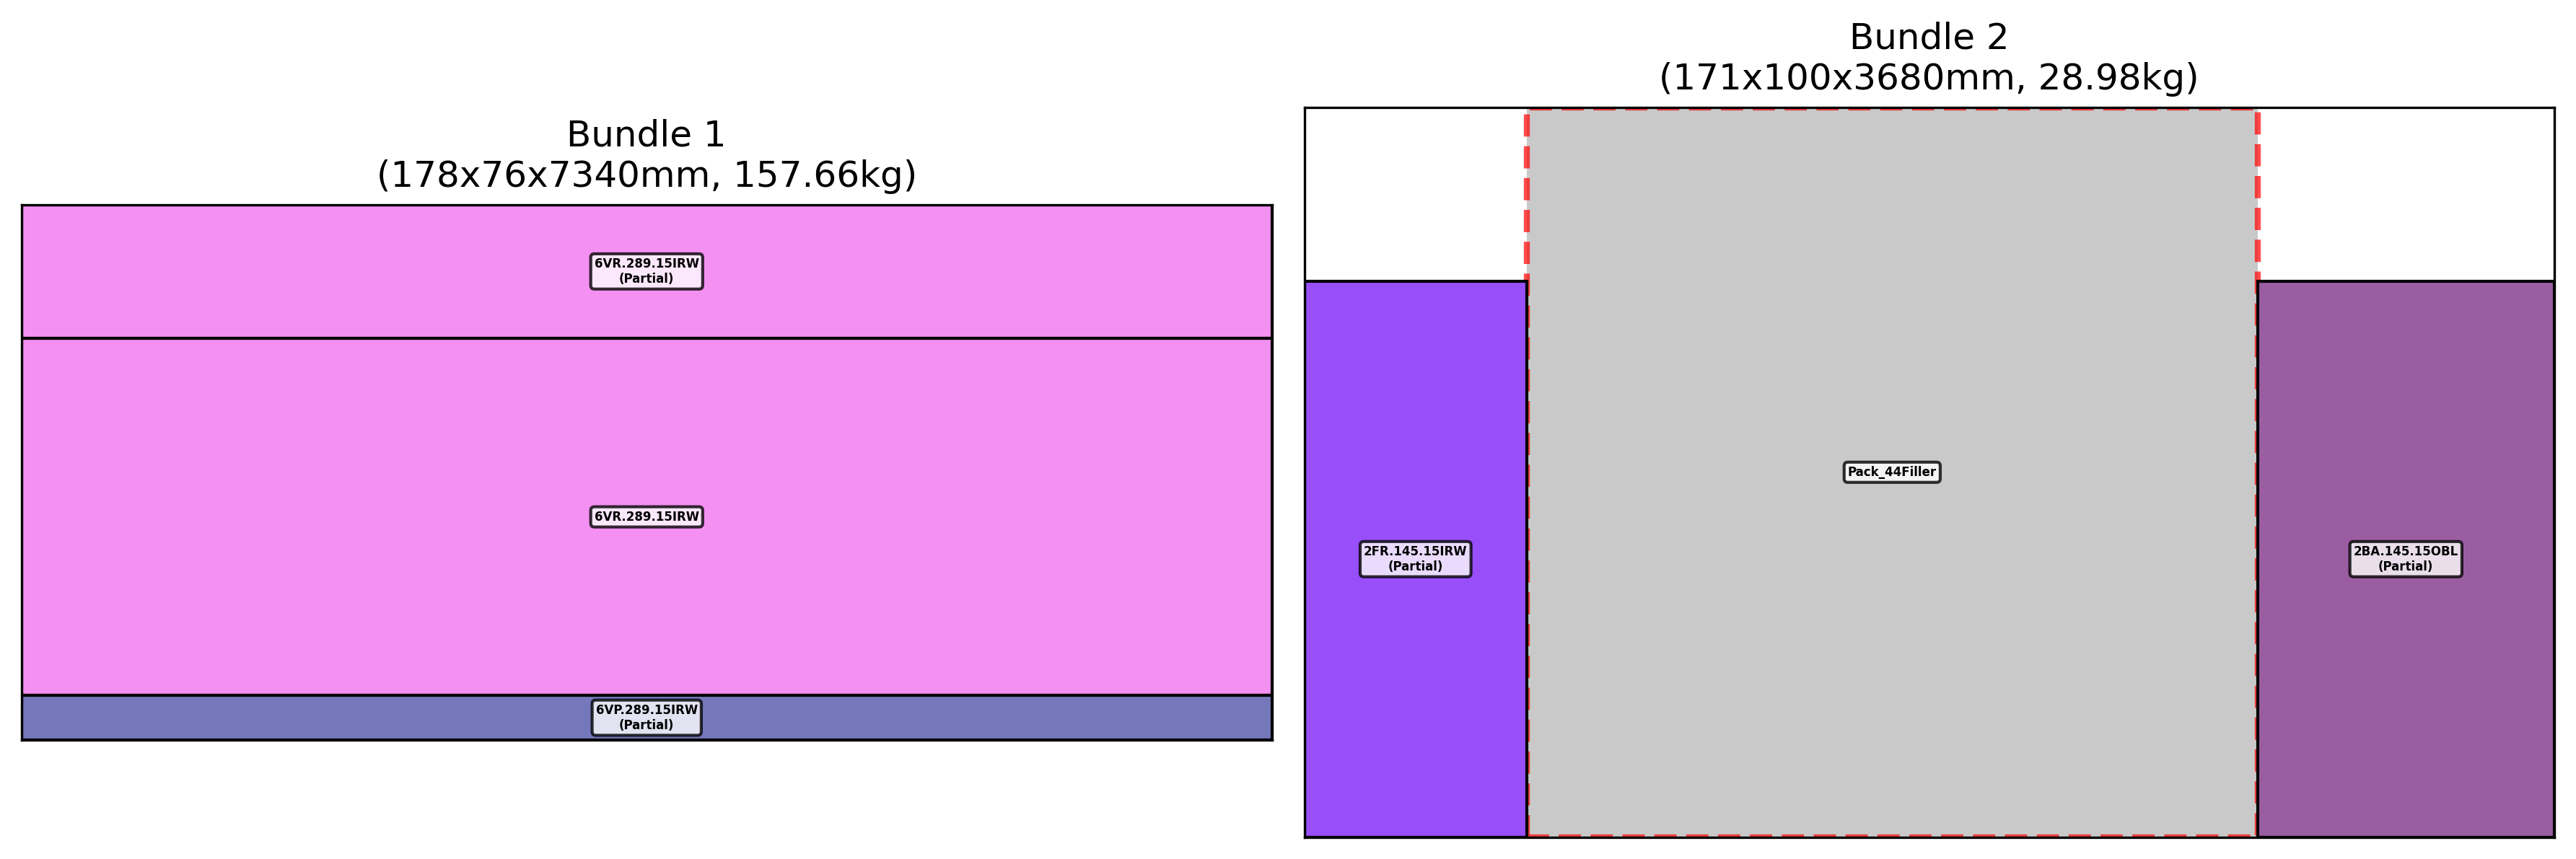 Bundle 1
(178x76x7340mm, 157.66kg)
6VR.289.15IRW
(Partial)
6VR.289.15IRW
6VP.289.15IRW
(Partial)
Bundle 2
(171x100x3680mm, 28.98kg)
2FR.145.15IRW
(Partial)
Pack_44Filler
2BA.145.15OBL
(Partial)